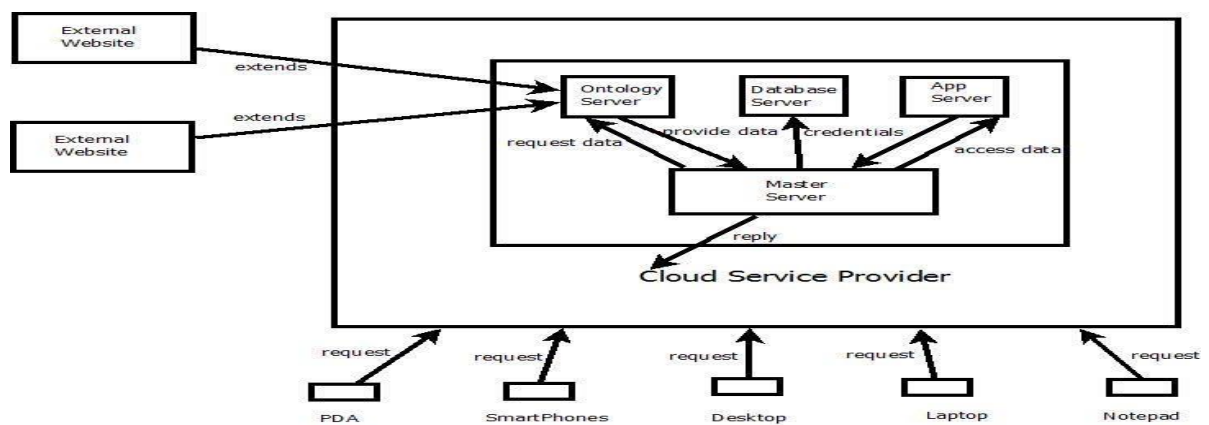 External
Website
extends
External
Website
extends
Ontology
Server
Database
Server
App
Server
request data
provide data
credentials
access data
Master
Server
reply
Cloud Service Provider
request
request
request
request
request
PDA
SmartPhones
Desktop
Laptop
Notepad